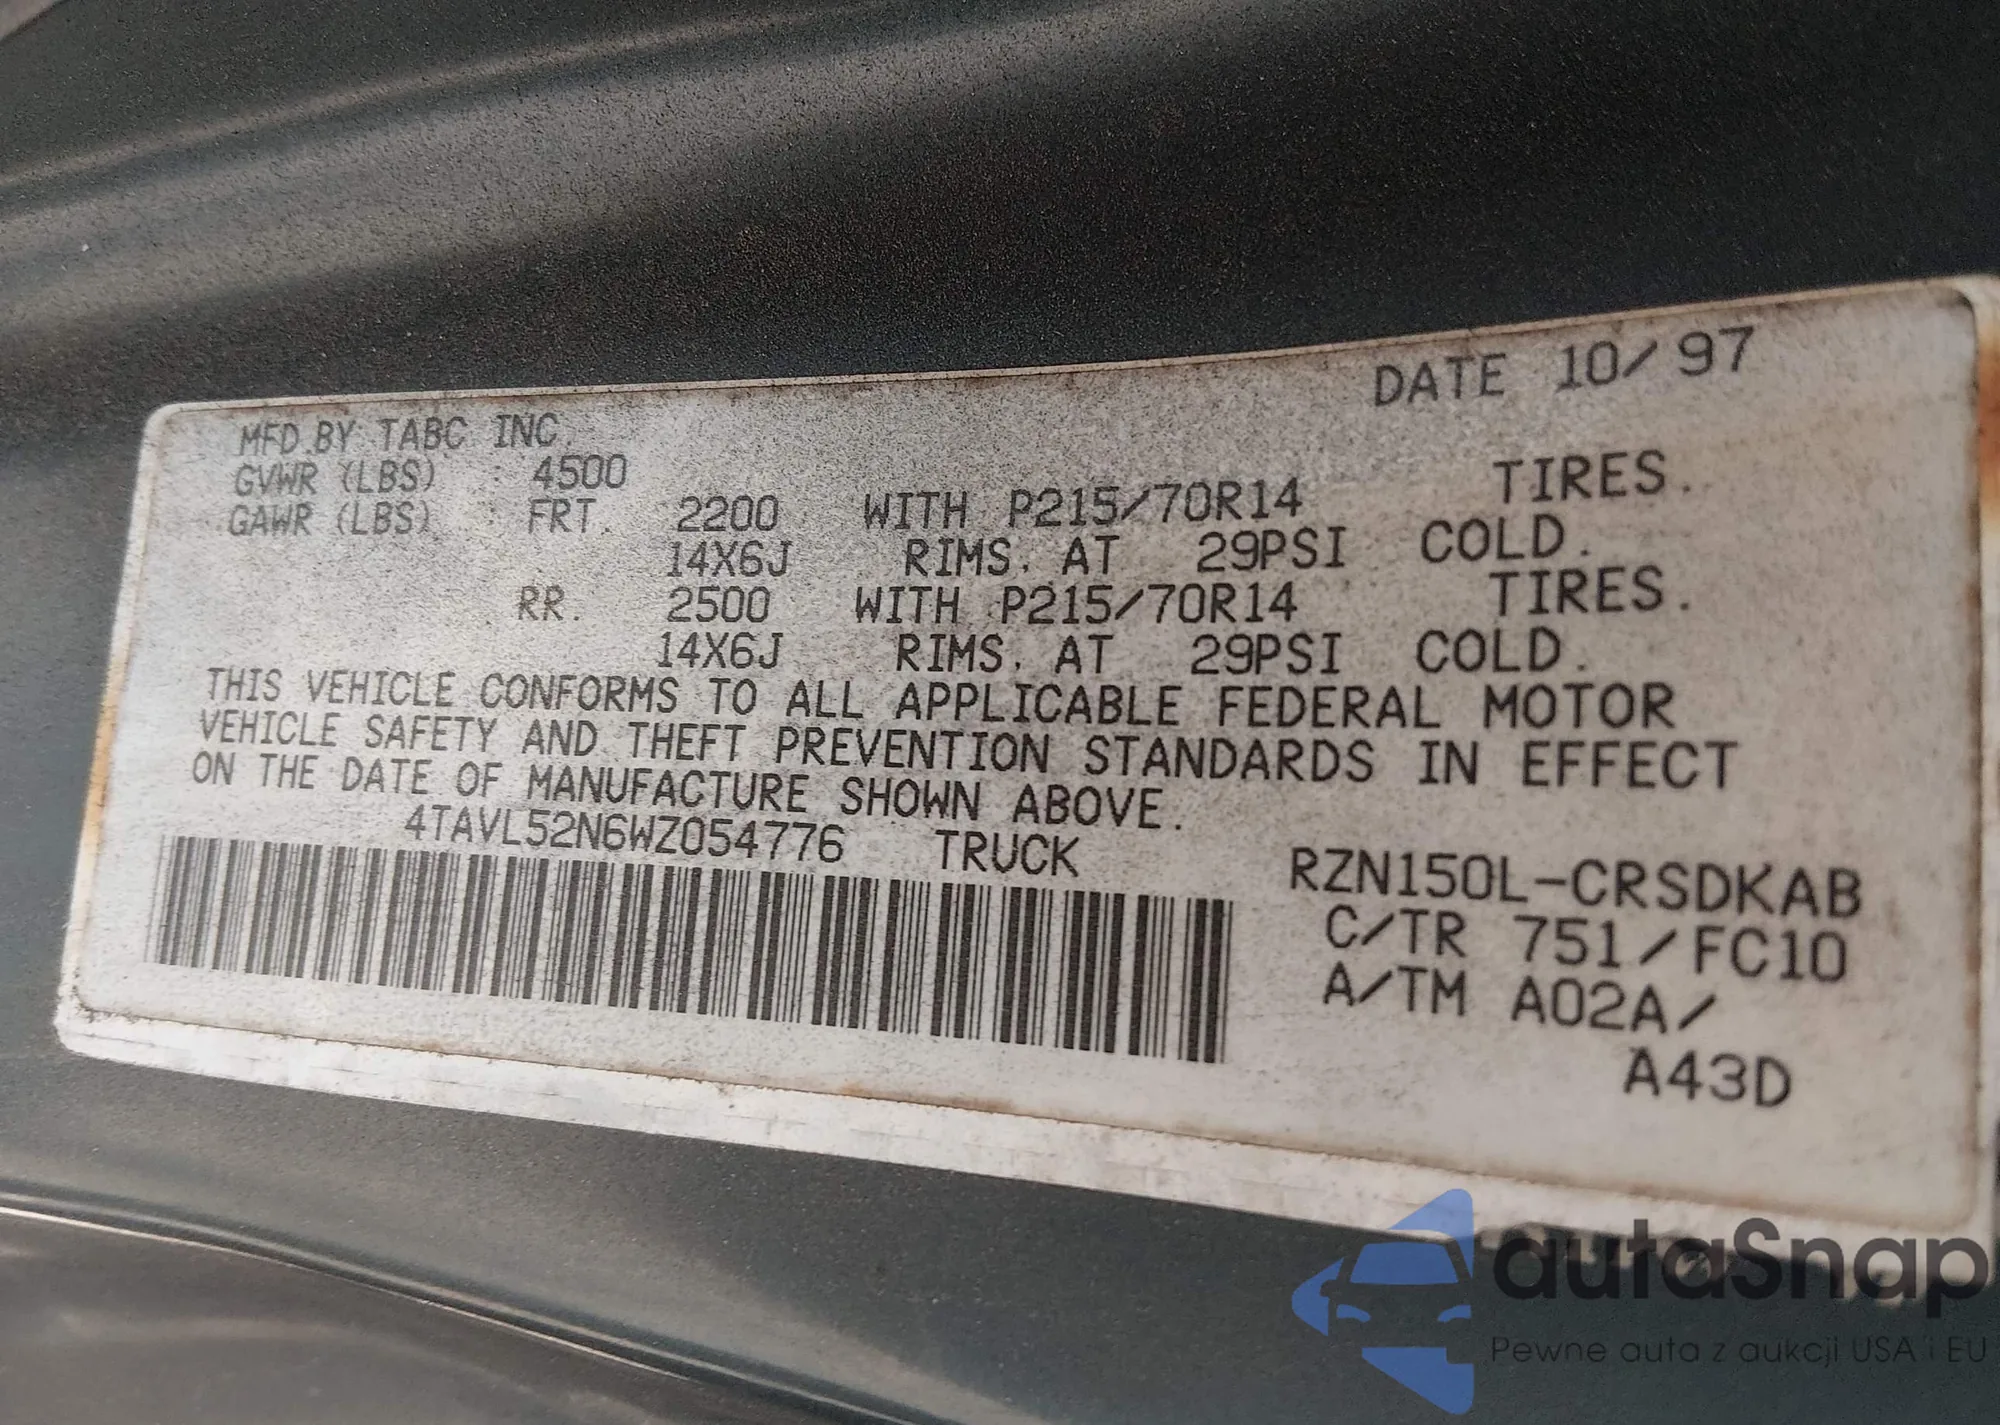 DATE 10/97
MFD.BY TABC INC.
GVWR (LBS) : 4500
GAWR (LBS) FRT. 2200 WITH P215/70R14 TIRES.
14X6J RIMS. AT 29PSI COLD.
RR. 2500 WITH P215/70R14 TIRES.
14X6J RIMS. AT 29PSI COLD.
THIS VEHICLE CONFORMS TO ALL APPLICABLE FEDERAL MOTOR
VEHICLE SAFETY AND THEFT PREVENTION STANDARDS IN EFFECT
ON THE DATE OF MANUFACTURE SHOWN ABOVE.
4TAVL52N6WZ054776 TRUCK
RZN150L-CRSDKAB
C/TR 751/FC10
A/TM A02A/
A43D
autaSnap
Pewne auta z aukcji USA i EU